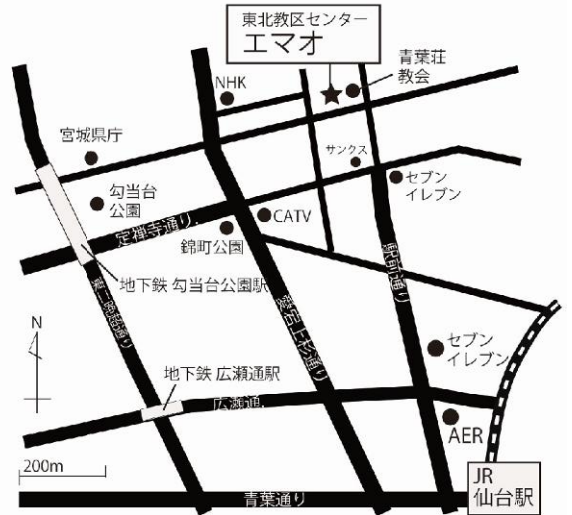 東北教区センター
エマオ
青葉荘
教会
NHK
宮城県庁
サンクス
セブン
イレブン
勾当台
公園
CATV
定禅寺通り
錦町公園
駅前通り
地下鉄 勾当台公園駅
東二番丁通り
愛宕上杉通り
N
セブン
イレブン
地下鉄 広瀬通駅
広瀬通
AER
200m
JR
仙台駅
青葉通り